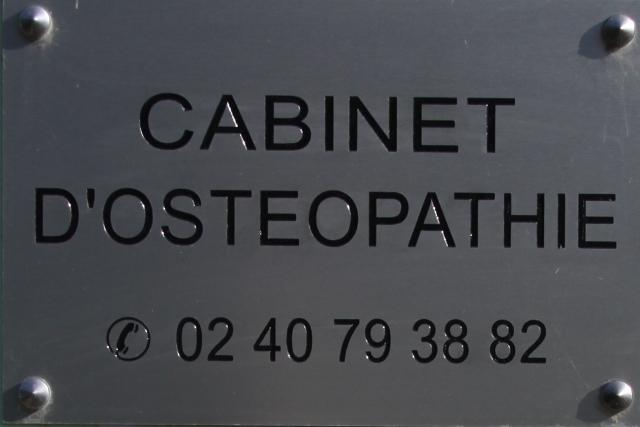 CABINET
D'OSTEOPATHIE
✆ 02 40 79 38 82